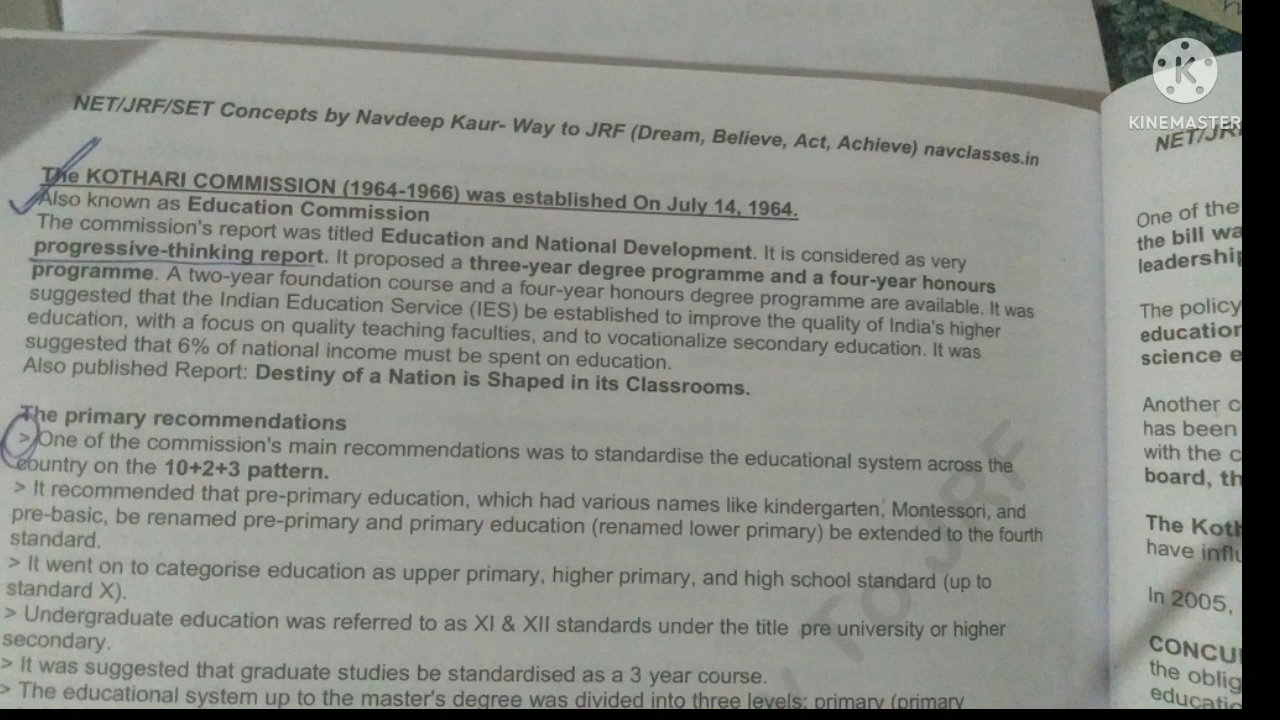 KINEMASTER
NET/JRF/SET Concepts by Navdeep Kaur- Way to JRF (Dream, Believe, Act, Achieve) navclasses.in
The KOTHARI COMMISSION (1964-1966) was established On July 14, 1964.
Also known as Education Commission
The commission's report was titled Education and National Development. It is considered as very
progressive-thinking report. It proposed a three-year degree programme and a four-year honours
programme. A two-year foundation course and a four-year honours degree programme are available. It was
suggested that the Indian Education Service (IES) be established to improve the quality of India's higher
education, with a focus on quality teaching faculties, and to vocationalize secondary education. It was
suggested that 6% of national income must be spent on education.
Also published Report: Destiny of a Nation is Shaped in its Classrooms.
The primary recommendations
> One of the commission's main recommendations was to standardise the educational system across the
country on the 10+2+3 pattern.
> It recommended that pre-primary education, which had various names like kindergarten, Montessori, and
pre-basic, be renamed pre-primary and primary education (renamed lower primary) be extended to the fourth
standard.
> It went on to categorise education as upper primary, higher primary, and high school standard (up to
standard X).
> Undergraduate education was referred to as XI & XII standards under the title pre university or higher
secondary.
> It was suggested that graduate studies be standardised as a 3 year course.
> The educational system up to the master's degree was divided into three levels: primary (primary
To JRF
One of the
the bill
The policy
science
Another
has been
with the
board,
The
have
In 2005,
the